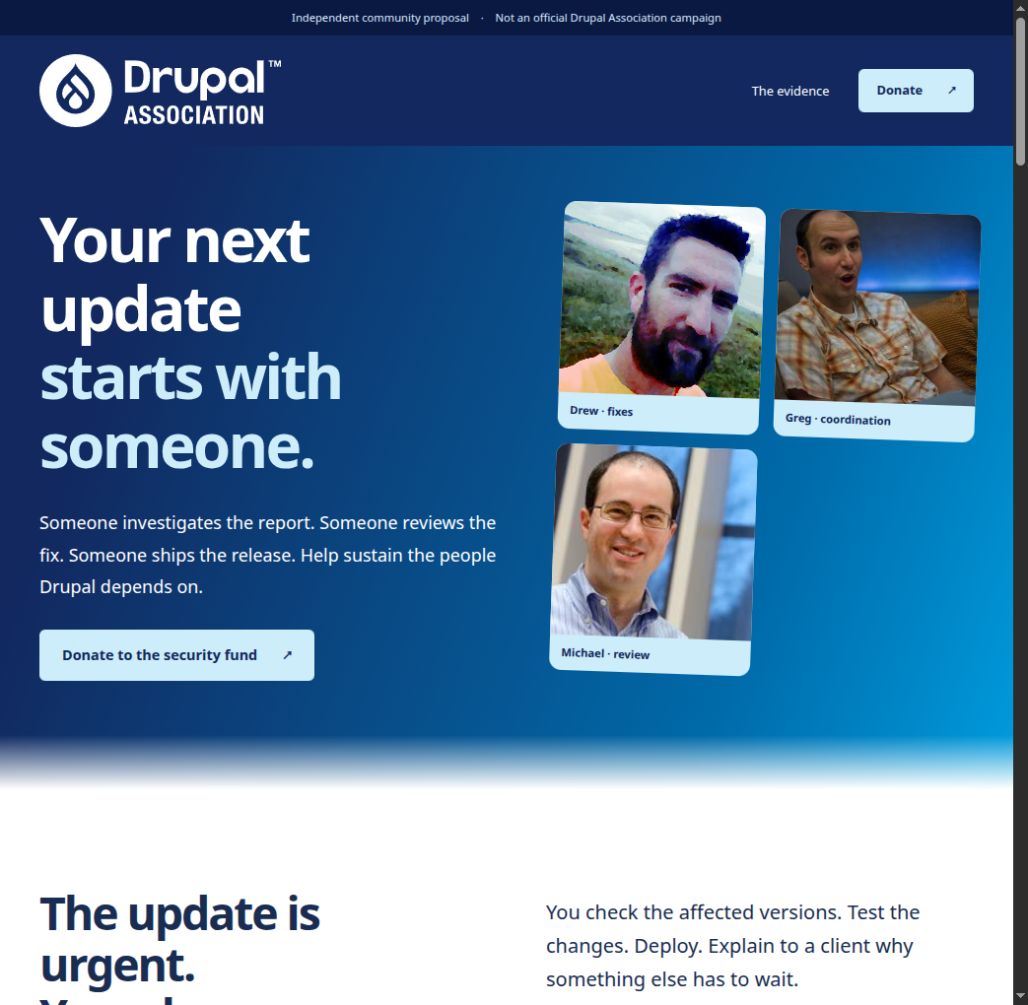 Independent community proposal · Not an official Drupal Association campaign
Drupal™
ASSOCIATION
The evidence
Donate ↗
Your next
update
starts with
someone.
Someone investigates the report. Someone reviews the
fix. Someone ships the release. Help sustain the people
Drupal depends on.
Donate to the security fund ↗
Drew · fixes
Greg · coordination
Michael · review
The update is
urgent.
You check the affected versions. Test the
changes. Deploy. Explain to a client why
something else has to wait.